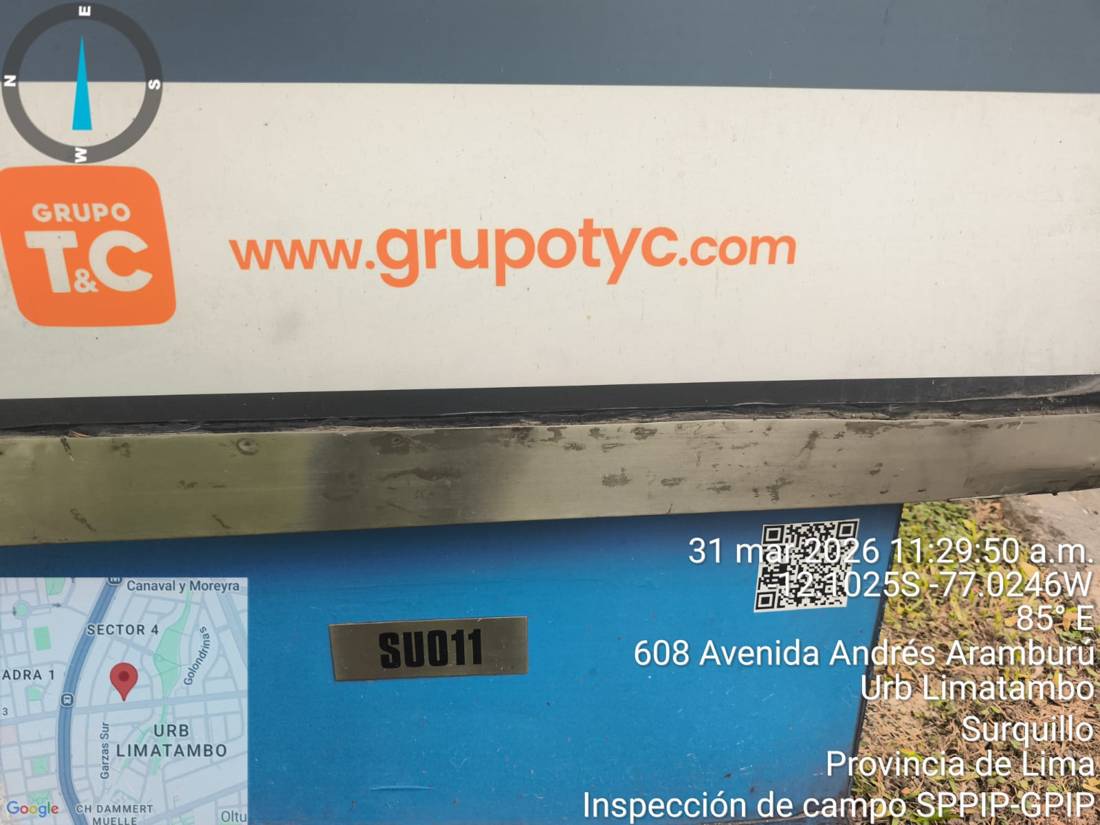 E
N
S
W
GRUPO
T&C
www.grupotyc.com
SU011
31 mar 2026 11:29:50 a.m.
-12.1025S -77.0246W
85° E
608 Avenida Andrés Aramburú
Urb Limatambo
Surquillo
Provincia de Lima
Inspección de campo SPPIP-GPIP
Canaval y Moreyra
SECTOR 4
Golondrinas
ADRA 1
3
URB
LIMATAMBO
Garzas Sur
Google
CH DAMMERT
MUELLE
Oltu